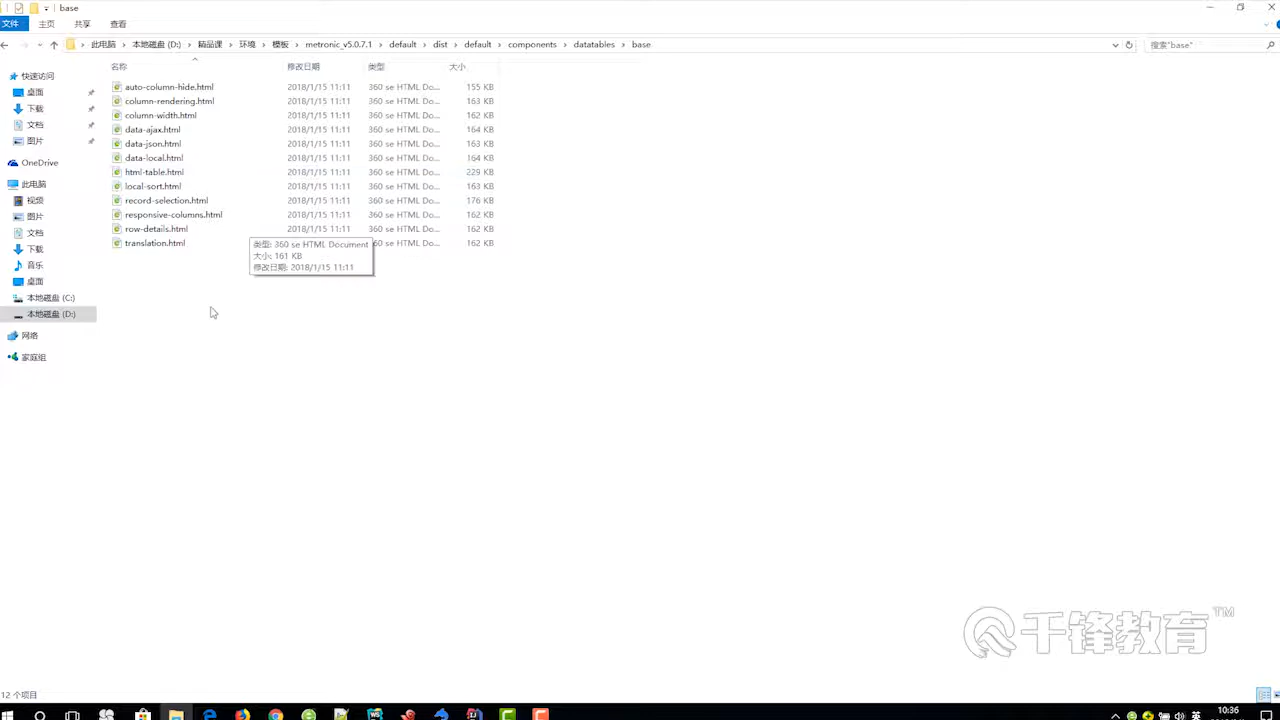 base
文件 主页 共享 查看
此电脑 本地磁盘 (D:) 精品课 环境 模板 metronic_v5.0.7.1 default dist default components datatables base 搜索"base"
名称 修改日期 类型 大小
快速访问
桌面
下载
文档
图片
OneDrive
此电脑
视频
图片
文档
下载
音乐
桌面
本地磁盘 (C:)
本地磁盘 (D:)
网络
家庭组
auto-column-hide.html 2018/1/15 11:11 360 se HTML Do... 155 KB
column-rendering.html 2018/1/15 11:11 360 se HTML Do... 163 KB
column-width.html 2018/1/15 11:11 360 se HTML Do... 162 KB
data-ajax.html 2018/1/15 11:11 360 se HTML Do... 164 KB
data-json.html 2018/1/15 11:11 360 se HTML Do... 163 KB
data-local.html 2018/1/15 11:11 360 se HTML Do... 164 KB
html-table.html 2018/1/15 11:11 360 se HTML Do... 229 KB
local-sort.html 2018/1/15 11:11 360 se HTML Do... 163 KB
record-selection.html 2018/1/15 11:11 360 se HTML Do... 176 KB
responsive-columns.html 2018/1/15 11:11 360 se HTML Do... 162 KB
row-details.html 2018/1/15 11:11 360 se HTML Do... 162 KB
translation.html 60 se HTML Do... 162 KB
类型: 360 se HTML Document
大小: 161 KB
修改日期: 2018/1/15 11:11
千锋教育TM
12 个项目
英 10:36